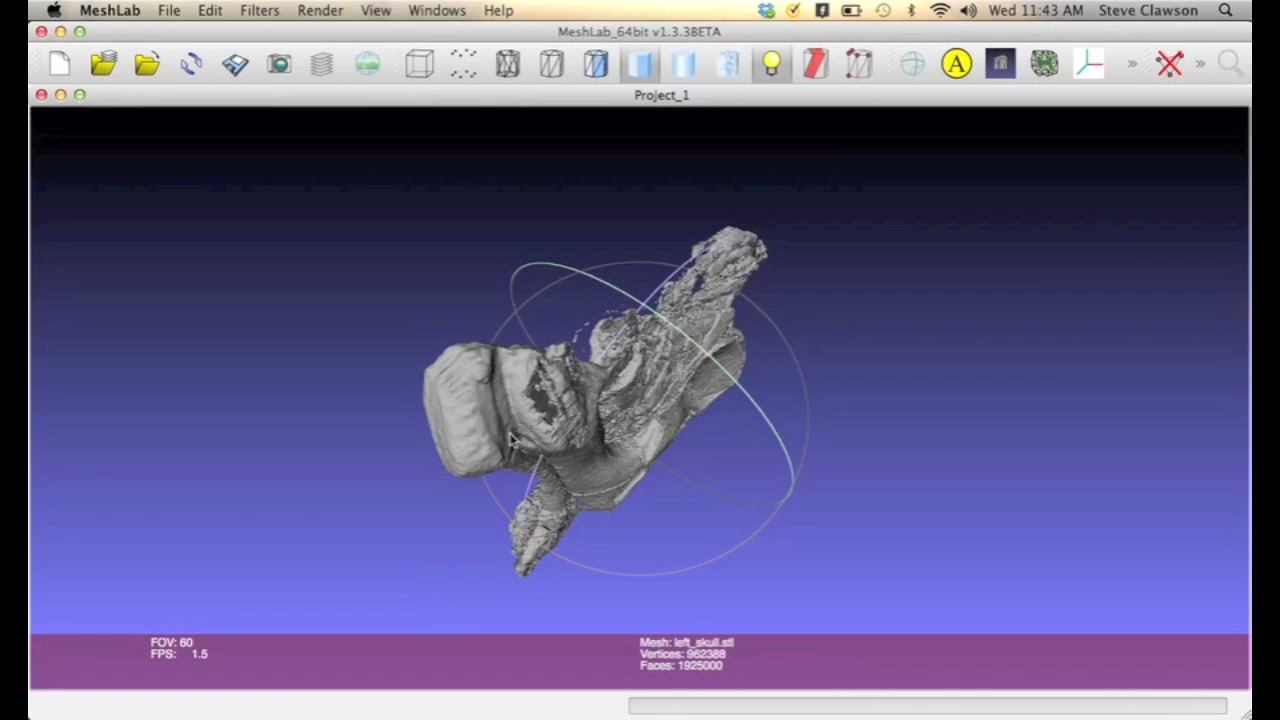 MeshLab File Edit Filters Render View Windows Help Wed 11:43 AM Steve Clawson
MeshLab_64bit v1.3.3BETA
A
Project_1
FOV: 60
FPS: 1.5
Mesh: left_skull.stl
Vertices: 962388
Faces: 1925000